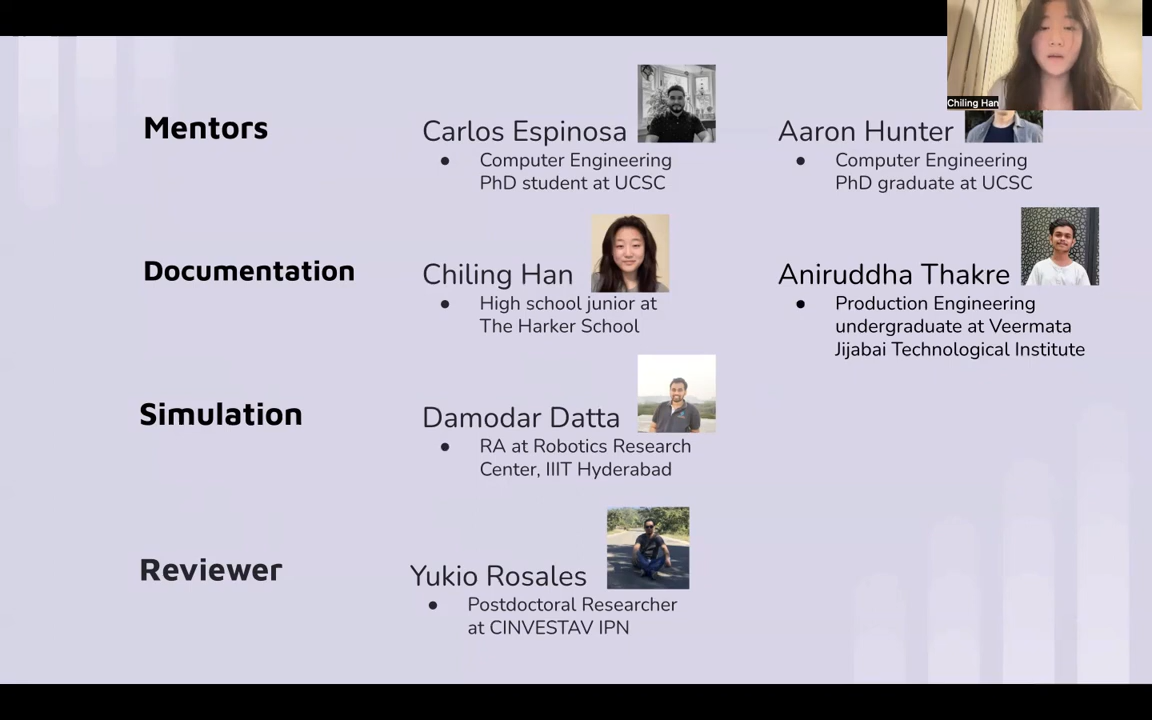 Chiling Han
Mentors
Carlos Espinosa
● Computer Engineering
PhD student at UCSC
Aaron Hunter
● Computer Engineering
PhD graduate at UCSC
Documentation
Chiling Han
● High school junior at
The Harker School
Aniruddha Thakre
● Production Engineering
undergraduate at Veermata
Jijabai Technological Institute
Simulation
Damodar Datta
● RA at Robotics Research
Center, IIIT Hyderabad
Reviewer
Yukio Rosales
● Postdoctoral Researcher
at CINVESTAV IPN